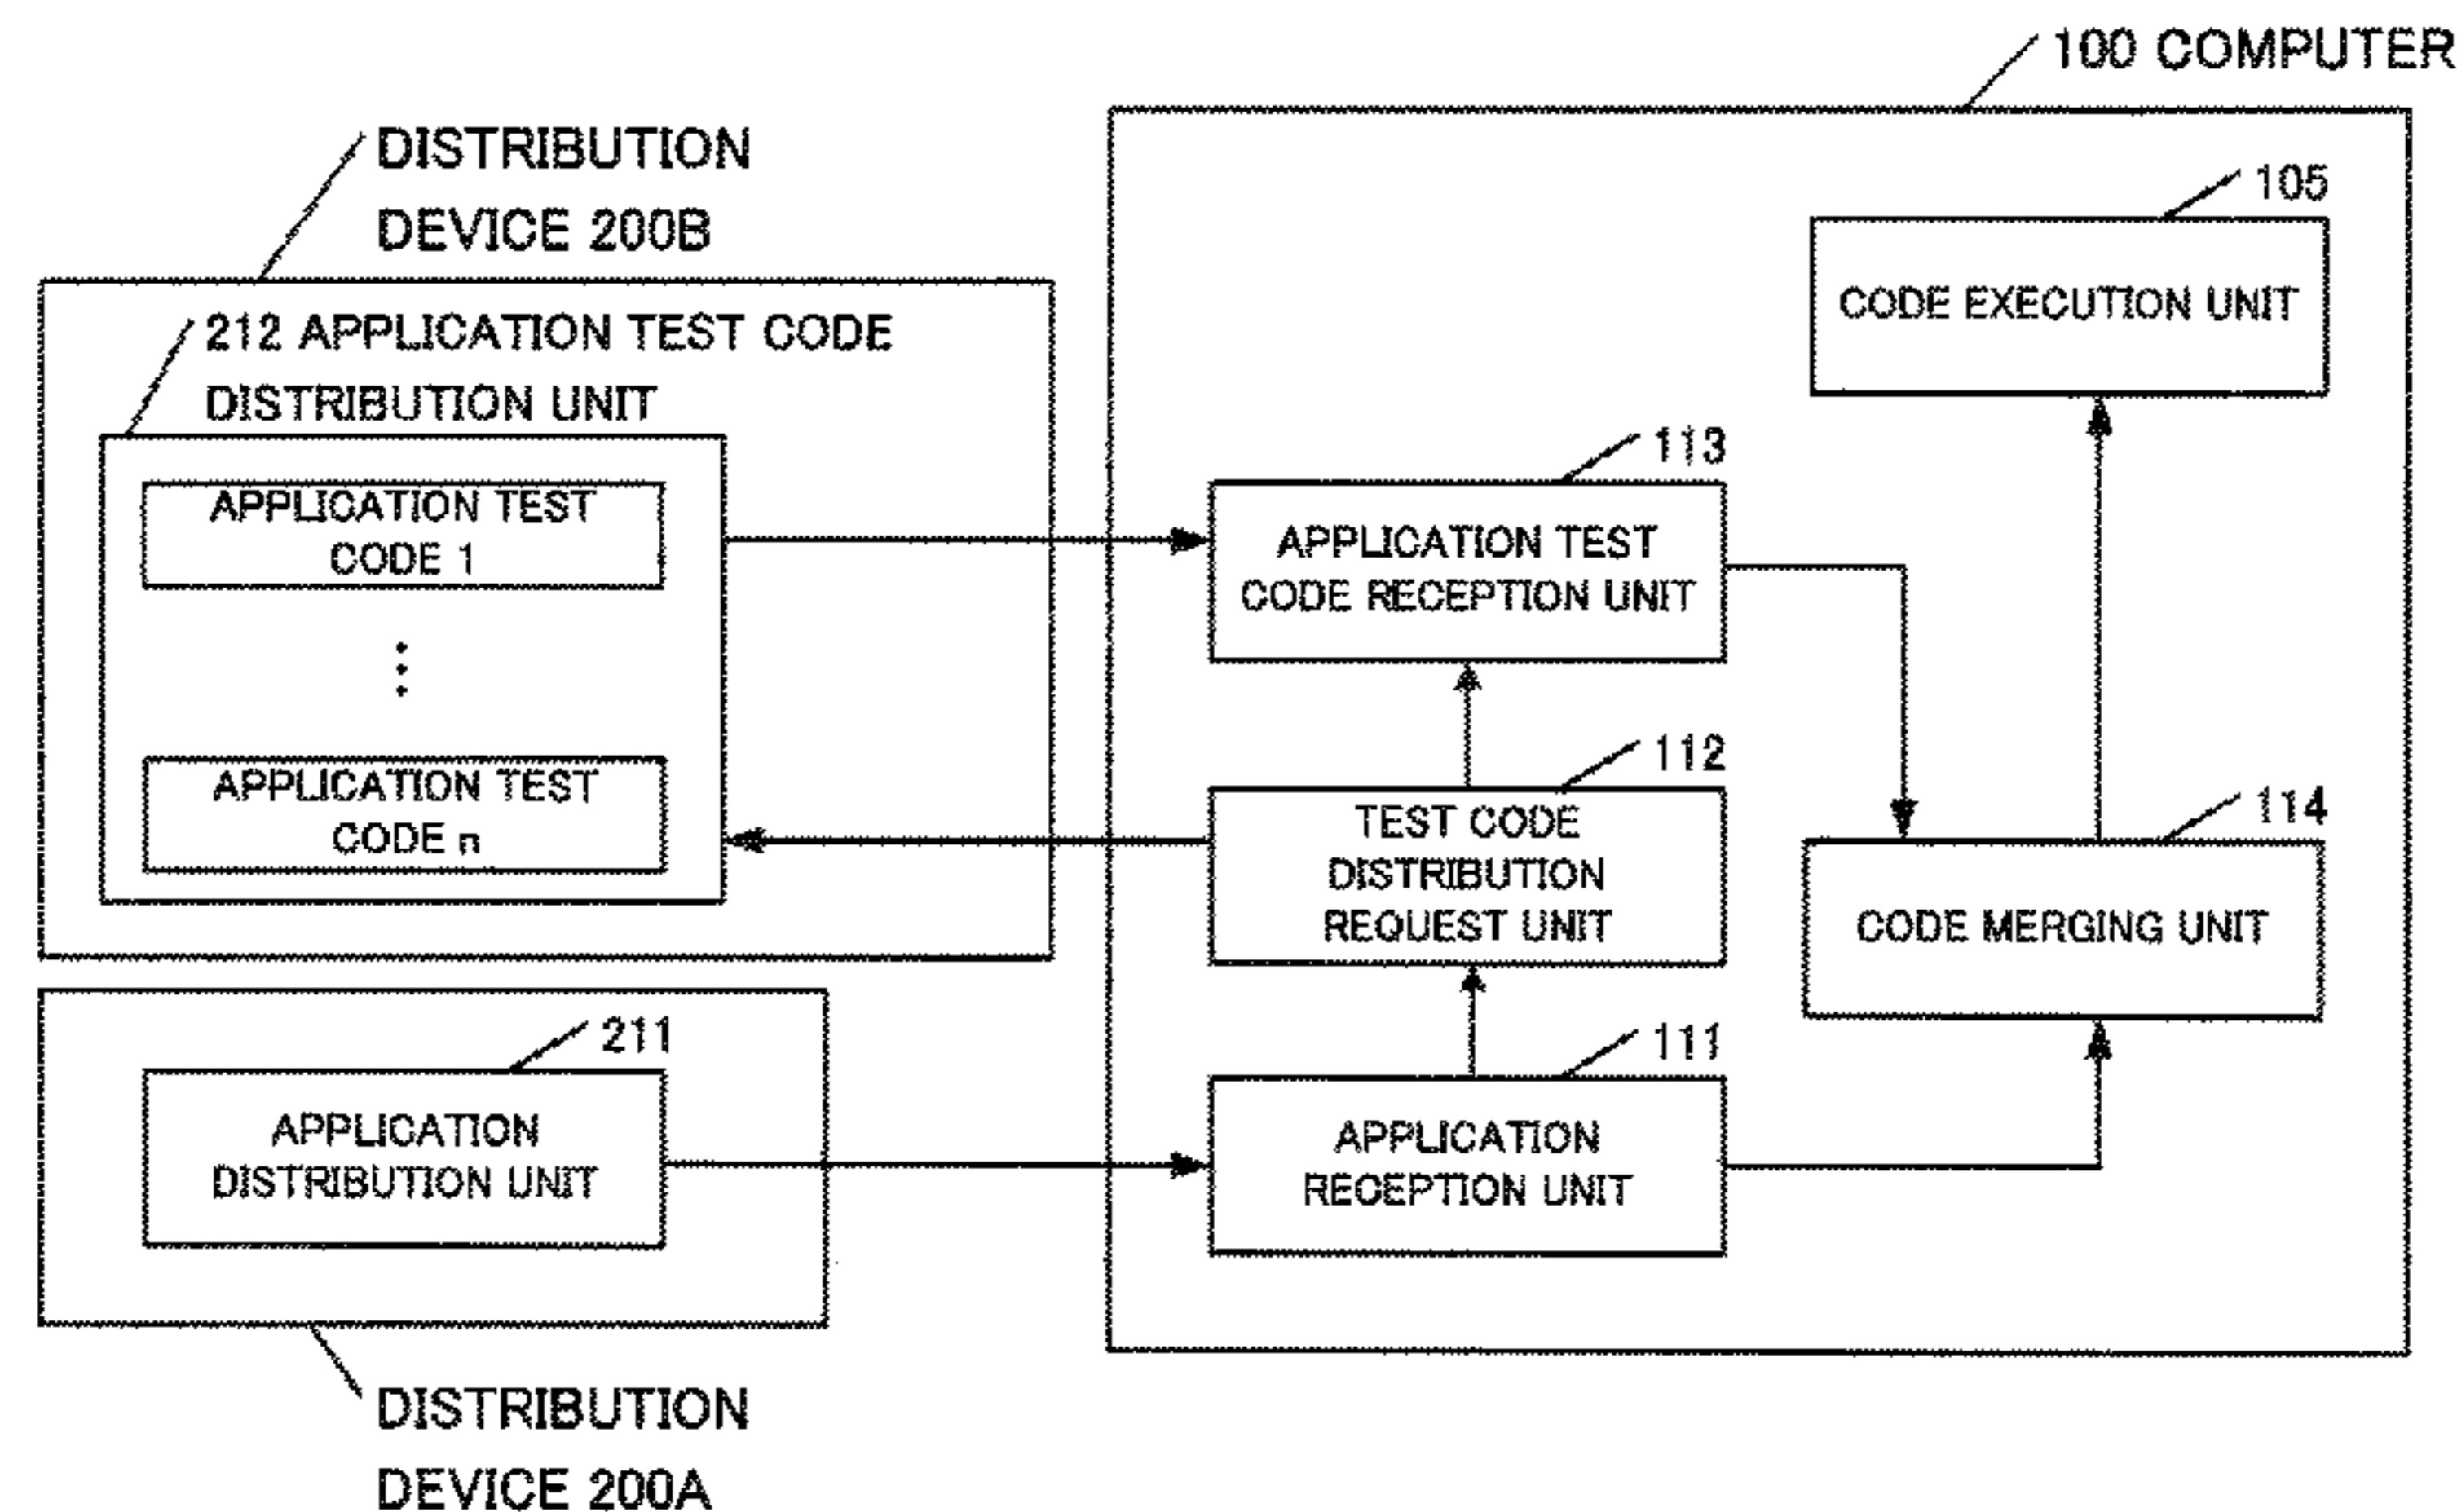 100 COMPUTER
DISTRIBUTION
DEVICE 200B
105
CODE EXECUTION UNIT
212 APPLICATION TEST CODE
DISTRIBUTION UNIT
APPLICATION TEST
CODE 1
⋮
APPLICATION TEST
CODE n
113
APPLICATION TEST
CODE RECEPTION UNIT
112
TEST CODE
DISTRIBUTION
REQUEST UNIT
114
CODE MERGING UNIT
211
APPLICATION
DISTRIBUTION UNIT
111
APPLICATION
RECEPTION UNIT
DISTRIBUTION
DEVICE 200A